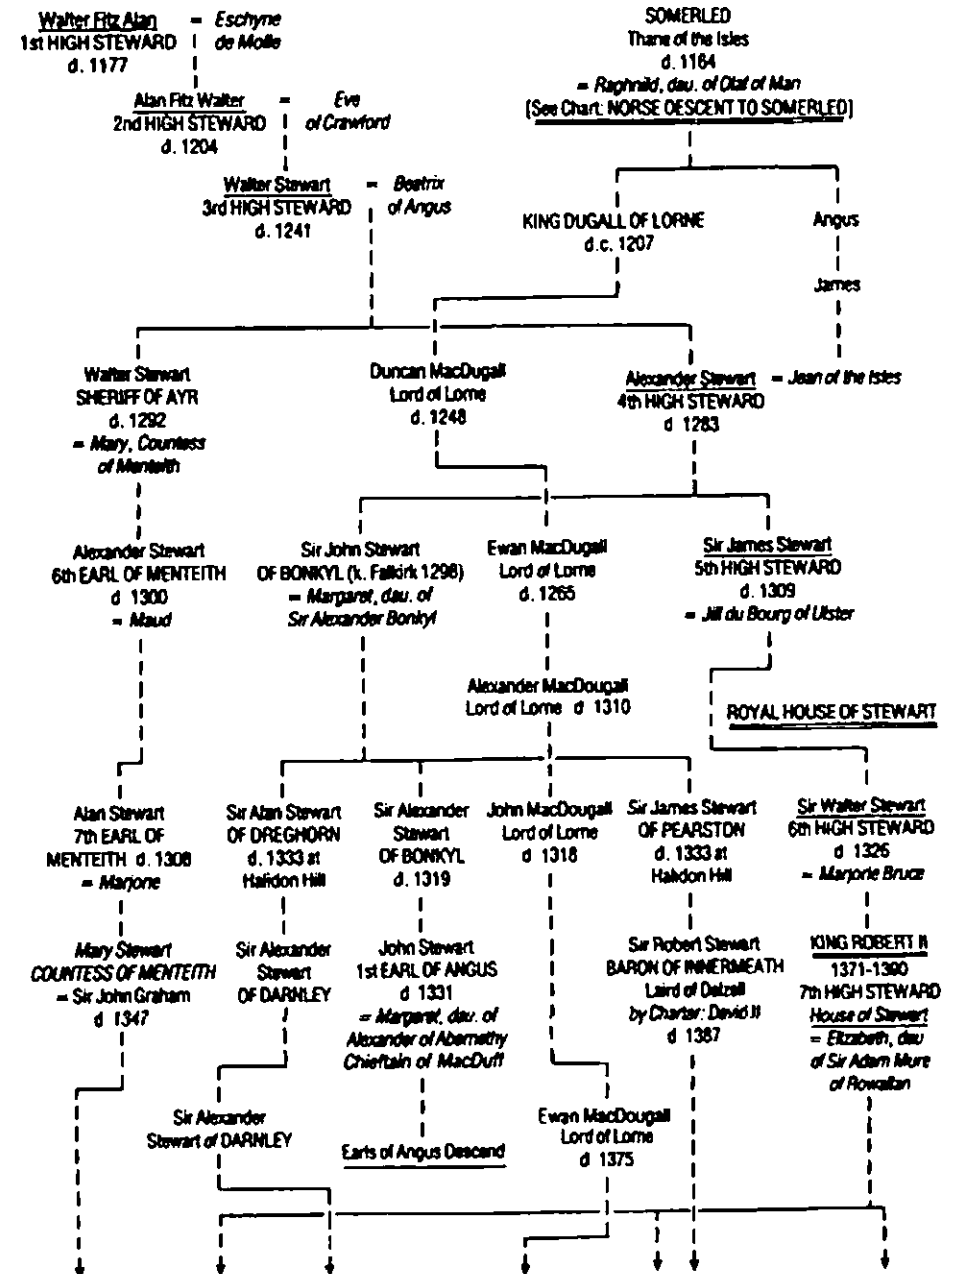 Walter Fitz Alan = Eschyne
1st HIGH STEWARD de Molle
d. 1177
SOMERLED
Thane of the Isles
d. 1164
= Raghnild, dau. of Olaf of Man
[See Chart: NORSE DESCENT TO SOMERLED]
Alan Fitz Walter = Eve
2nd HIGH STEWARD of Crawford
d. 1204
Walter Stewart = Beatrix
3rd HIGH STEWARD of Angus
d. 1241
KING DUGALL OF LORNE
d.c. 1207
Angus
James
Walter Stewart
SHERIFF OF AYR
d. 1292
= Mary, Countess
of Menteith
Duncan MacDugall
Lord of Lorne
d. 1248
Alexander Stewart = Jean of the Isles
4th HIGH STEWARD
d 1283
Alexander Stewart
6th EARL OF MENTEITH
d 1300
= Maud
Sir John Stewart
OF BONKYL (k. Falkirk 1298)
= Margaret, dau. of
Sir Alexander Bonkyl
Ewan MacDugall
Lord of Lorne
d. 1265
Sir James Stewart
5th HIGH STEWARD
d. 1309
= Jill du Bourg of Ulster
Alexander MacDougall
Lord of Lorne d 1310
ROYAL HOUSE OF STEWART
Alan Stewart
7th EARL OF
MENTEITH d. 1308
= Marjorie
Sir Alan Stewart
OF DREGHORN
d. 1333 at
Halidon Hill
Sir Alexander
Stewart
OF BONKYL
d. 1319
John MacDougall
Lord of Lorne
d 1318
Sir James Stewart
OF PEARSTON
d. 1333 at
Halidon Hill
Sir Walter Stewart
6th HIGH STEWARD
d 1326
= Marjorie Bruce
Mary Stewart
COUNTESS OF MENTEITH
= Sir John Graham
d 1347
Sir Alexander
Stewart
OF DARNLEY
John Stewart
1st EARL OF ANGUS
d 1331
= Margaret, dau. of
Alexander of Abernethy
Chieftain of MacDuff
Sir Robert Stewart
BARON OF INNERMEATH
Laird of Dalzell
by Charter: David II
d 1387
KING ROBERT II
1371-1390
7th HIGH STEWARD
House of Stewart
= Elizabeth, dau
of Sir Adam Mure
of Rowallan
Sir Alexander
Stewart of DARNLEY
Earls of Angus Descend
Ewan MacDougall
Lord of Lorne
d 1375